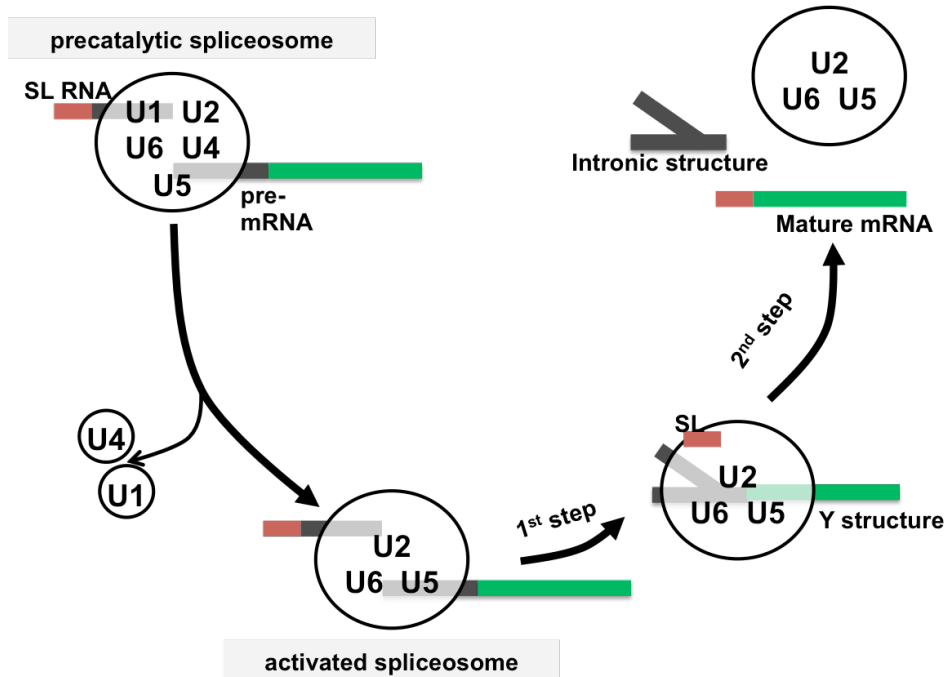 precatalytic spliceosome
SL RNA
U1 U2
U6 U4
U5
pre-
mRNA
U4
U1
U2
U6 U5
activated spliceosome
1st step
SL
U2
U6 U5
Y structure
2nd step
U2
U6 U5
Intronic structure
Mature mRNA